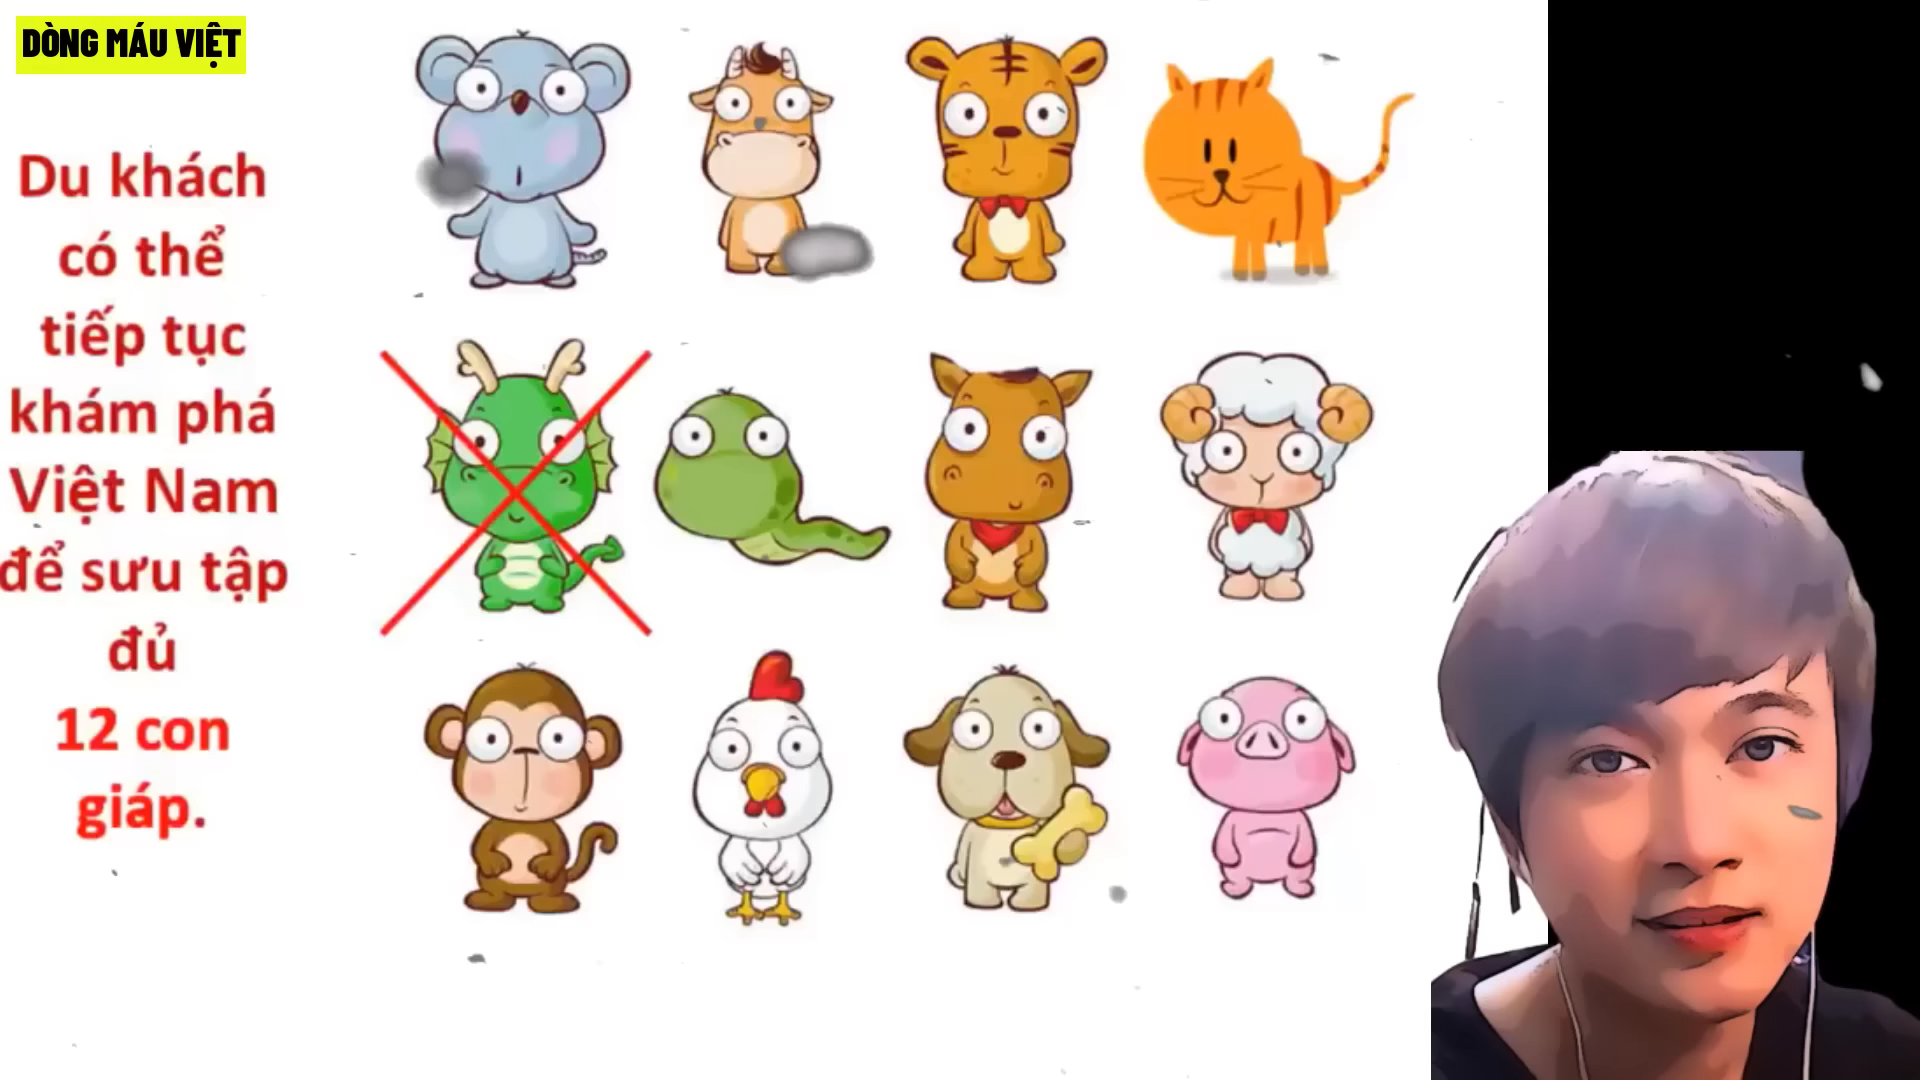 DÒNG MÁU VIỆT
Du khách
có thể
tiếp tục
khám phá
Việt Nam
để sưu tập
đủ
12 con
giáp.